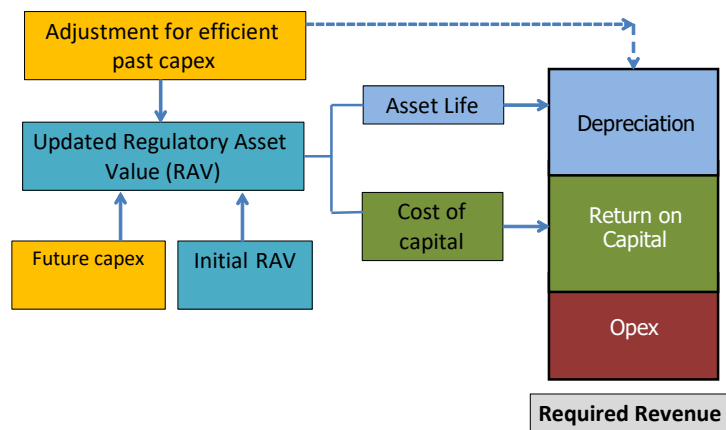 Adjustment for efficient
past capex
Asset Life
Depreciation
Updated Regulatory Asset
Value (RAV)
Cost of
capital
Return on
Capital
Future capex
Initial RAV
Opex
Required Revenue